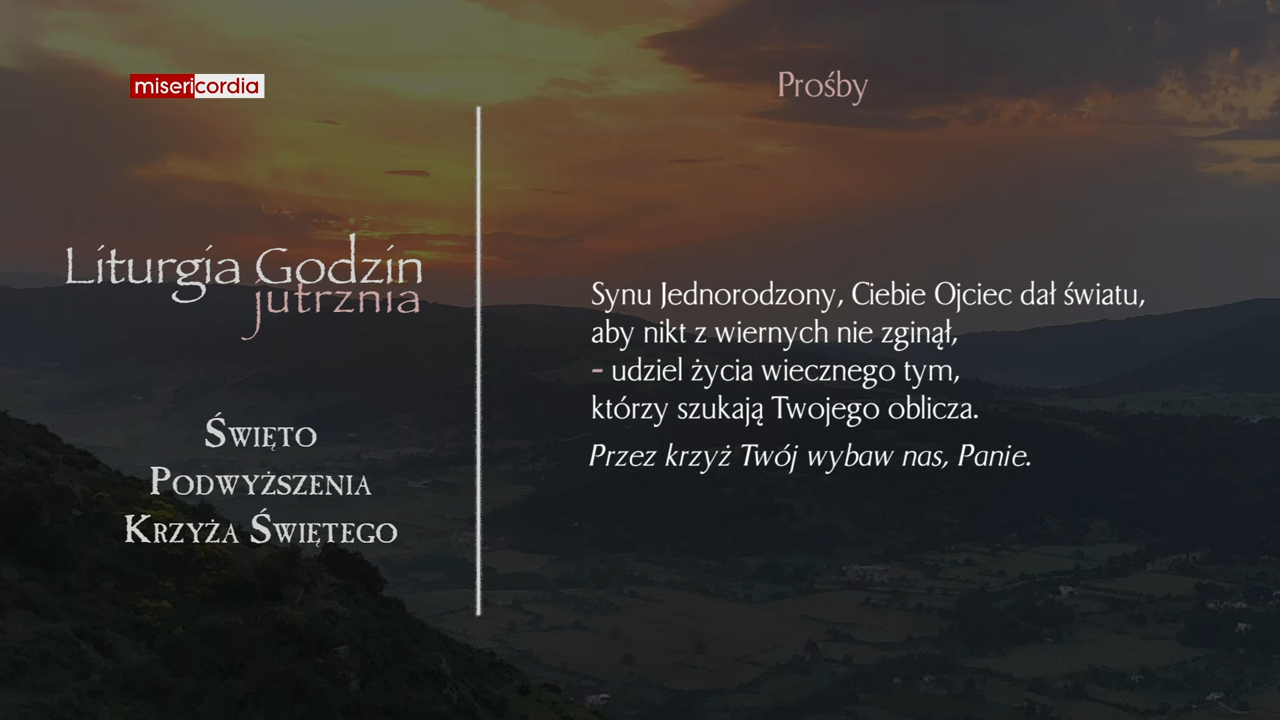 misericordia
Liturgia Godzin
jutrznia
Święto
Podwyższenia
Krzyża Świętego
Prośby
Synu Jednorodzony, Ciebie Ojciec dał światu,
aby nikt z wiernych nie zginął,
- udziel życia wiecznego tym,
którzy szukają Twojego oblicza.
Przez krzyż Twój wybaw nas, Panie.